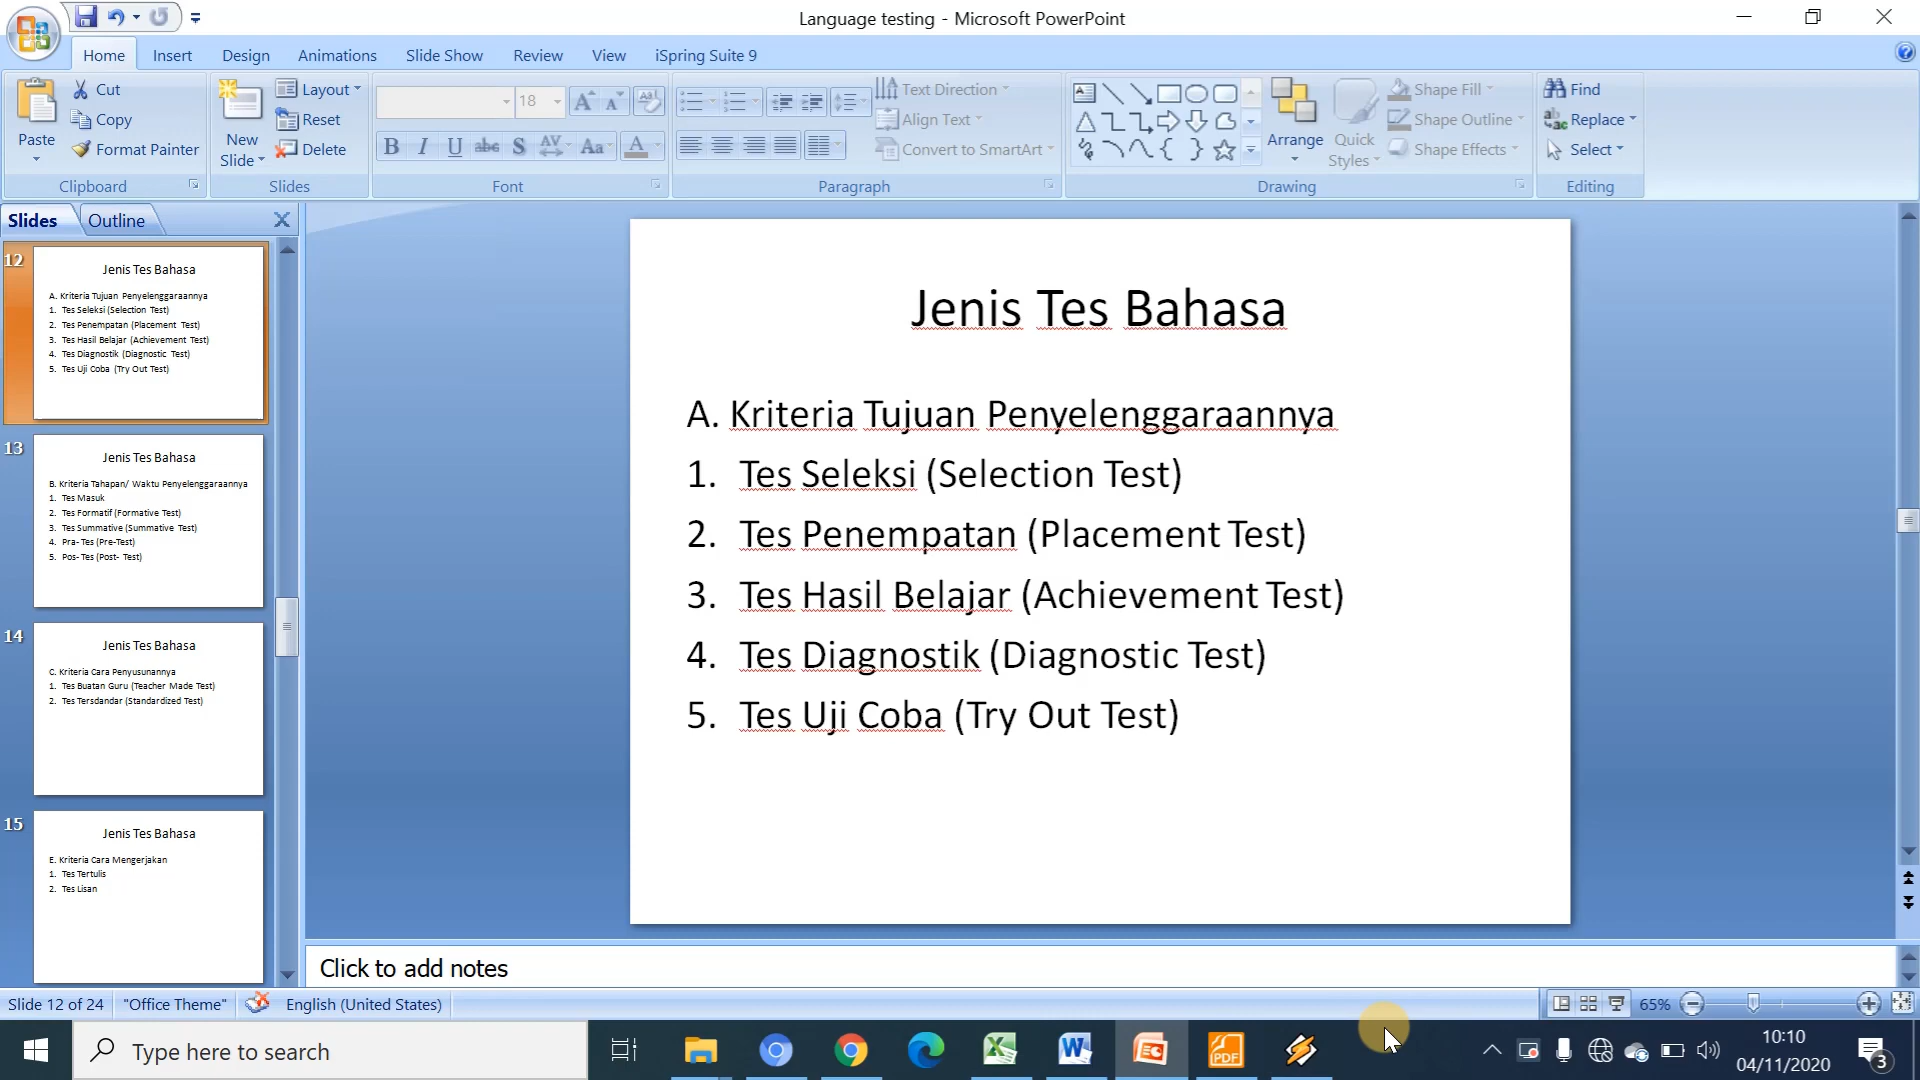 Language testing - Microsoft PowerPoint
Home Insert Design Animations Slide Show Review View iSpring Suite 9
Paste
Cut
Copy
Format Painter
Clipboard
New
Slide
Layout
Reset
Delete
Slides
18
B I U abc S AV Aa A
Font
Text Direction
Align Text
Convert to SmartArt
Paragraph
Arrange
Quick
Styles
Shape Fill
Shape Outline
Shape Effects
Drawing
Find
Replace
Select
Editing
Slides Outline
12
Jenis Tes Bahasa
A. Kriteria Tujuan Penyelenggaraannya
1. Tes Seleksi (Selection Test)
2. Tes Penempatan (Placement Test)
3. Tes Hasil Belajar (Achievement Test)
4. Tes Diagnostik (Diagnostic Test)
5. Tes Uji Coba (Try Out Test)
13
Jenis Tes Bahasa
B. Kriteria Tahapan/ Waktu Penyelenggaraannya
1. Tes Masuk
2. Tes Formatif (Formative Test)
3. Tes Summative (Summative Test)
4. Pra- Tes (Pre-Test)
5. Pos- Tes (Post- Test)
14
Jenis Tes Bahasa
C. Kriteria Cara Penyusunannya
1. Tes Buatan Guru (Teacher Made Test)
2. Tes Tersdandar (Standardized Test)
15
Jenis Tes Bahasa
E. Kriteria Cara Mengerjakan
1. Tes Tertulis
2. Tes Lisan
Jenis Tes Bahasa
A. Kriteria Tujuan Penyelenggaraannya
1. Tes Seleksi (Selection Test)
2. Tes Penempatan (Placement Test)
3. Tes Hasil Belajar (Achievement Test)
4. Tes Diagnostik (Diagnostic Test)
5. Tes Uji Coba (Try Out Test)
Click to add notes
Slide 12 of 24 "Office Theme" English (United States) 65%
Type here to search
PDF
10:10
04/11/2020
3